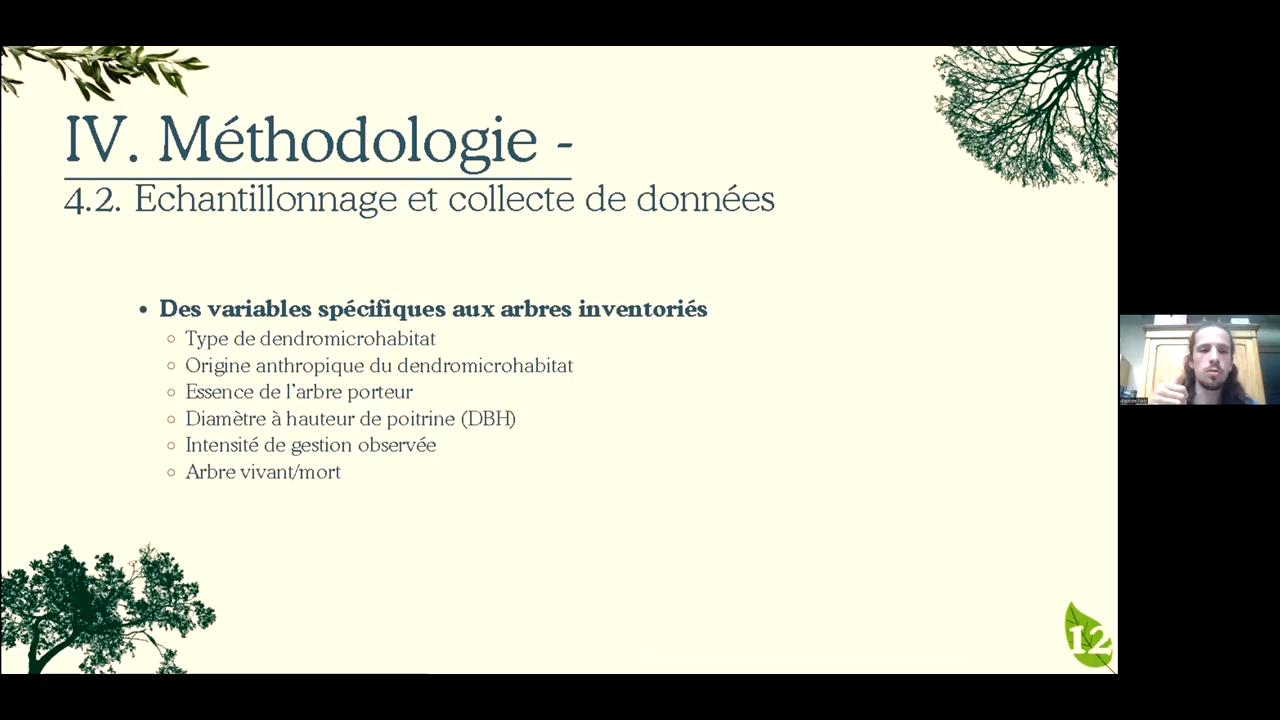 IV. Méthodologie -
4.2. Echantillonnage et collecte de données
• Des variables spécifiques aux arbres inventoriés
○ Type de dendromicrohabitat
○ Origine anthropique du dendromicrohabitat
○ Essence de l'arbre porteur
○ Diamètre à hauteur de poitrine (DBH)
○ Intensité de gestion observée
○ Arbre vivant/mort
12